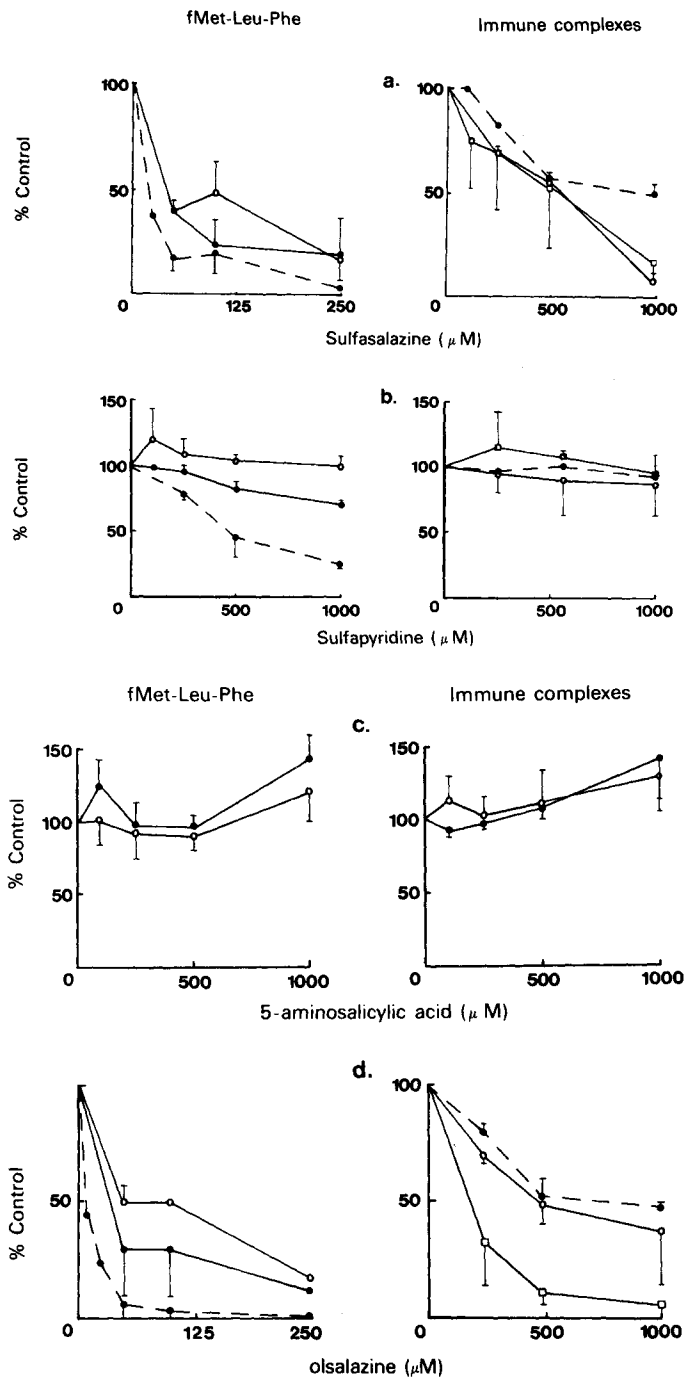 fMet-Leu-Phe
Immune complexes
a.
100
50
0
125
250
% Control
100
50
0
500
1000
Sulfasalazine (μM)
b.
150
100
50
0
500
1000
% Control
150
100
50
0
500
1000
Sulfapyridine (μM)
fMet-Leu-Phe
Immune complexes
c.
150
100
50
0
500
1000
% Control
150
100
50
0
500
1000
5-aminosalicylic acid (μM)
d.
50
0
125
250
% Control
100
50
0
500
1000
olsalazine (μM)